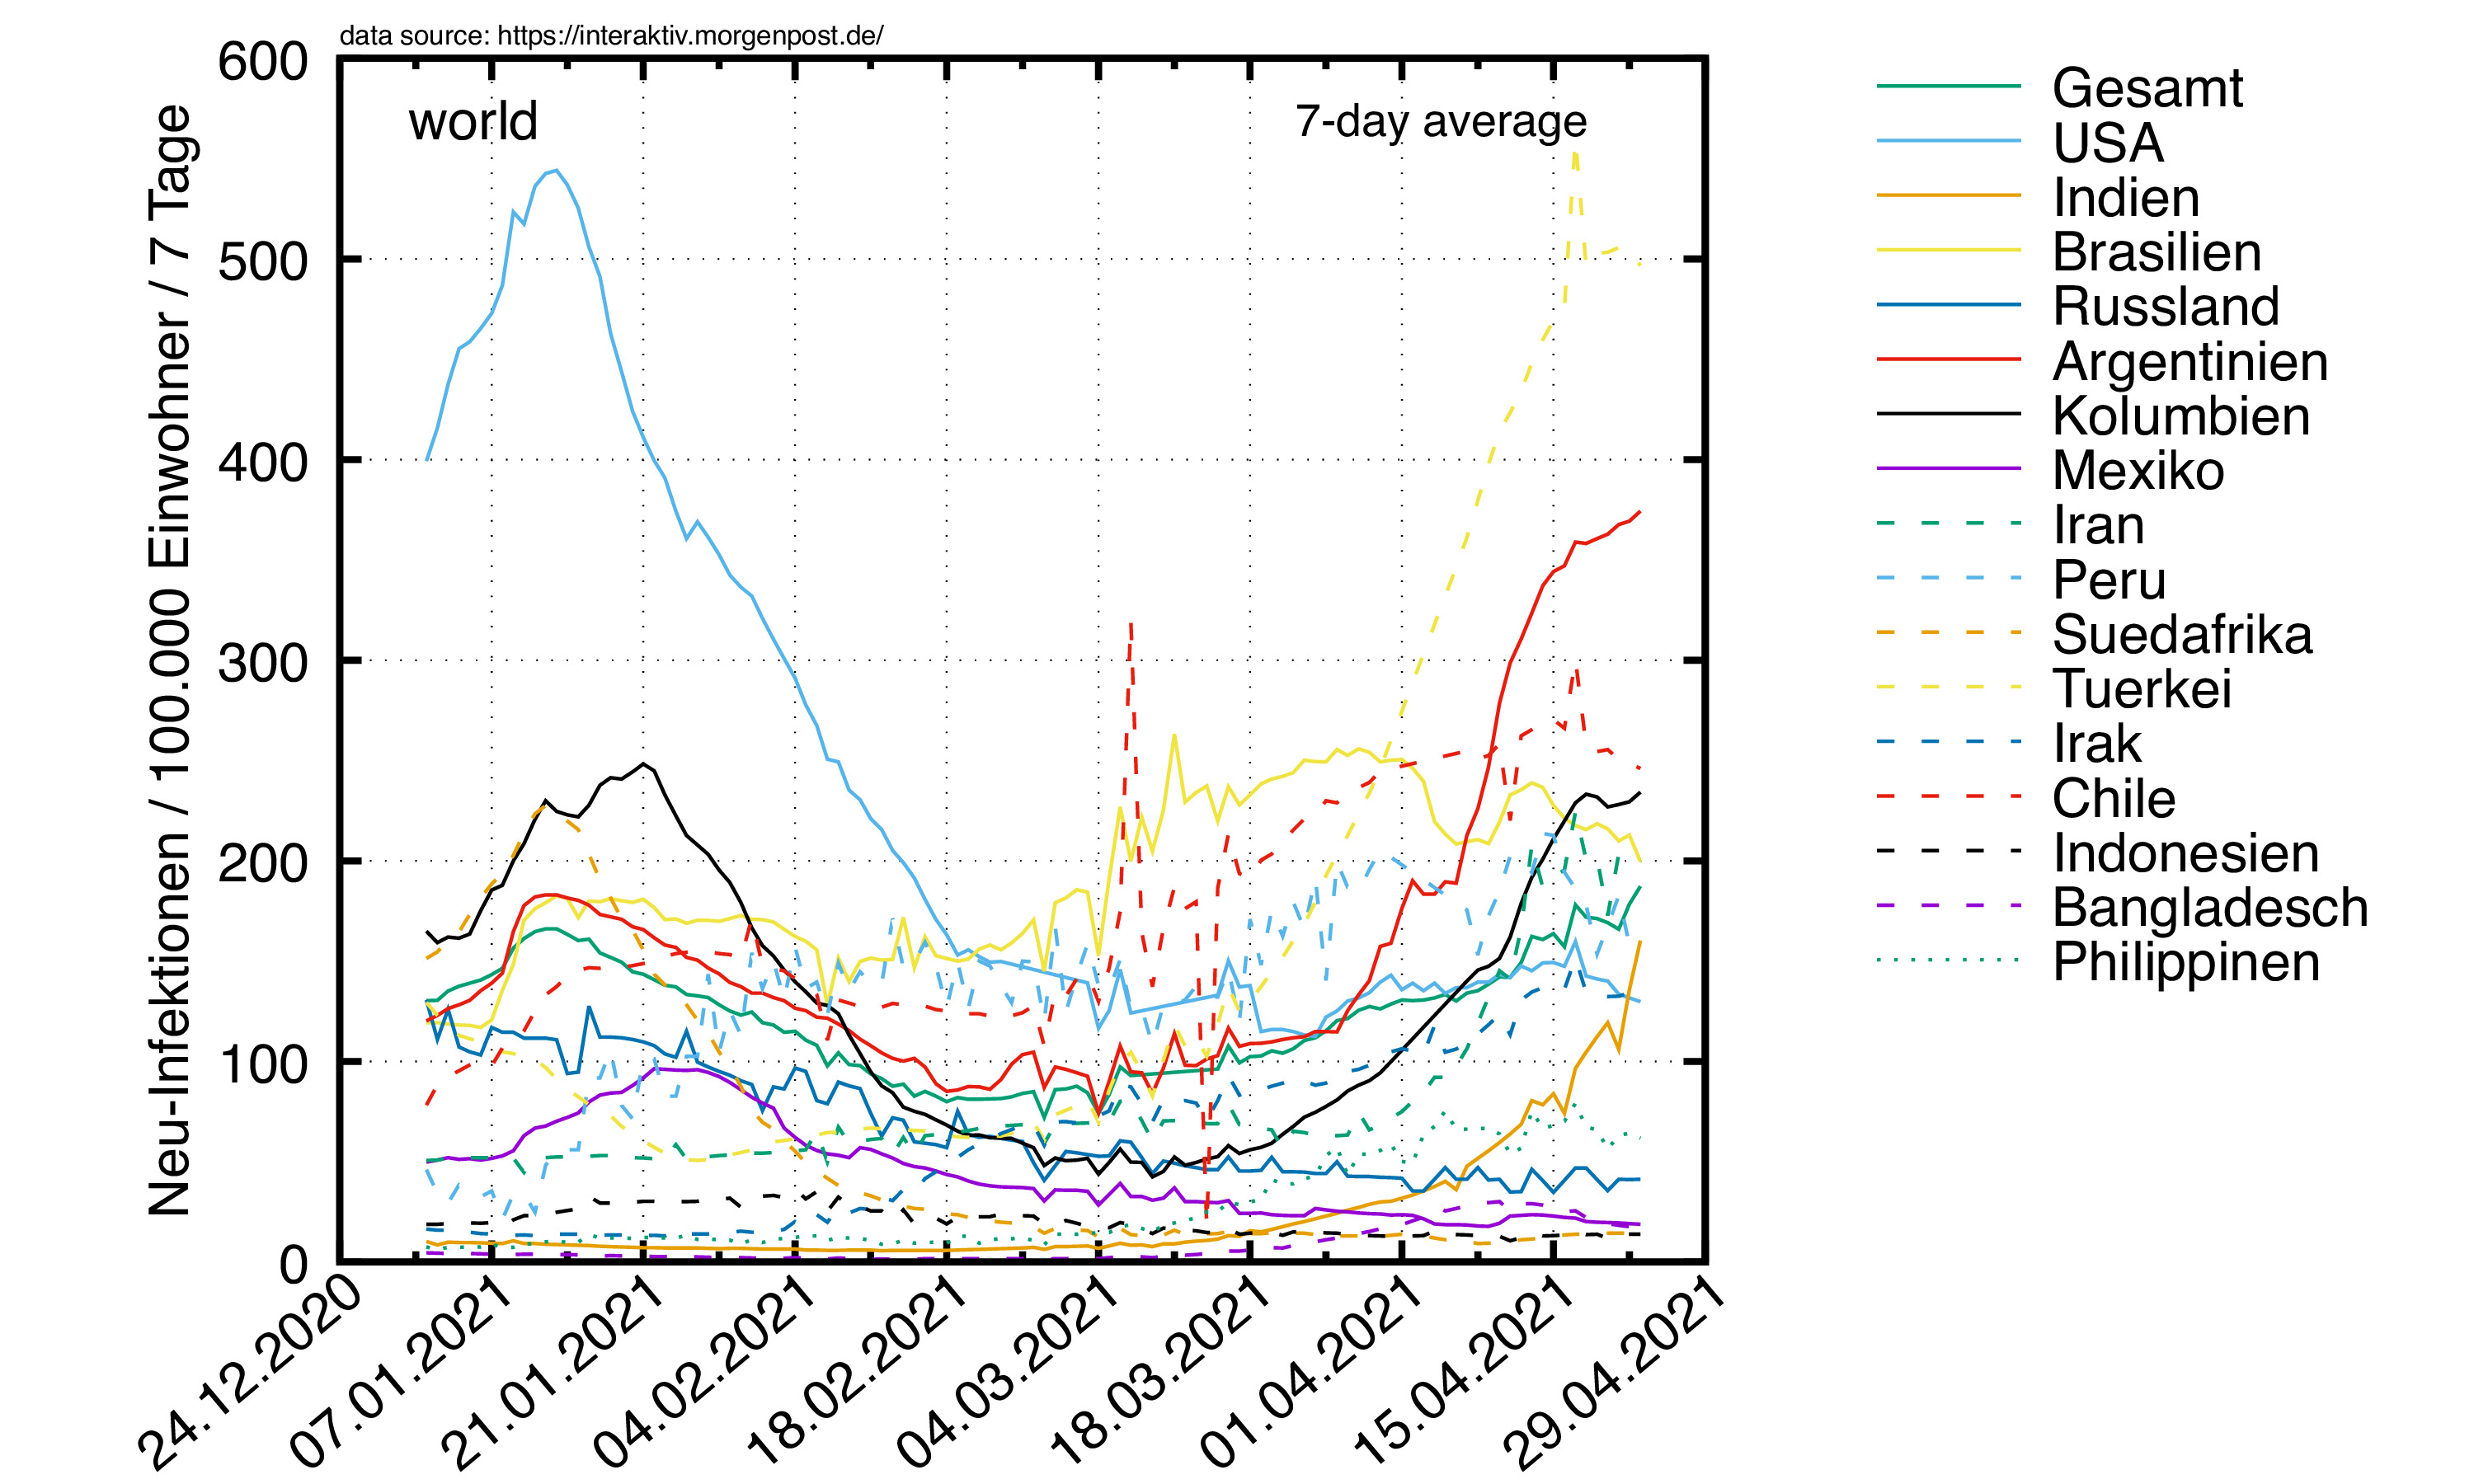 data source: https://interaktiv.morgenpost.de/
world
7-day average
Neu-Infektionen / 100.000 Einwohner / 7 Tage
600
500
400
300
200
100
0
24.12.2020
07.01.2021
21.01.2021
04.02.2021
18.02.2021
04.03.2021
18.03.2021
01.04.2021
15.04.2021
29.04.2021
Gesamt
USA
Indien
Brasilien
Russland
Argentinien
Kolumbien
Mexiko
Iran
Peru
Suedafrika
Tuerkei
Irak
Chile
Indonesien
Bangladesch
Philippinen